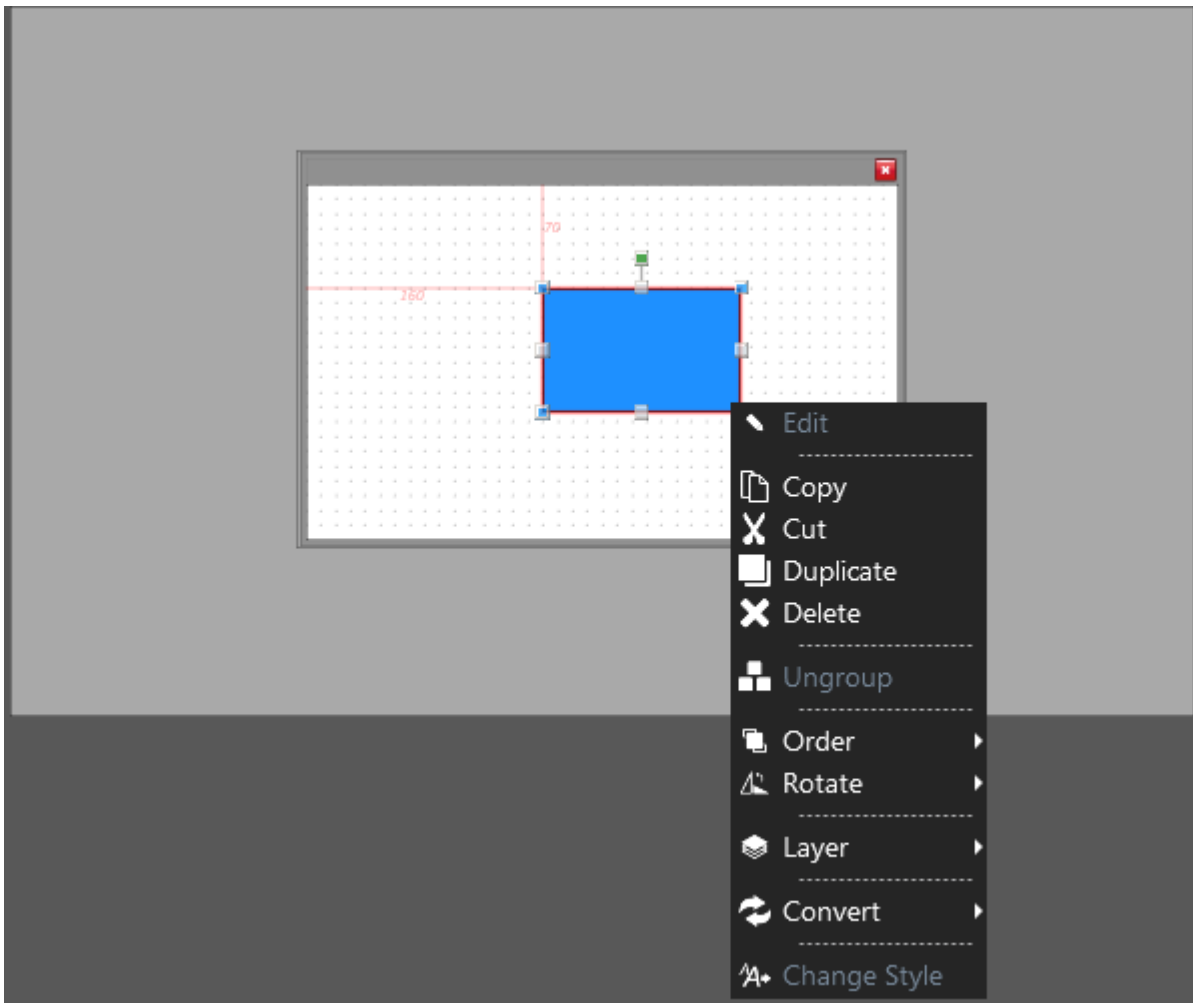 70
160
Edit
Copy
Cut
Duplicate
Delete
Ungroup
Order
Rotate
Layer
Convert
Change Style